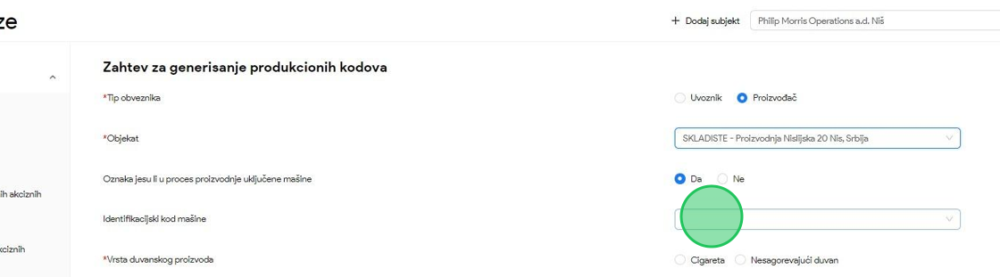 ze
+ Dodaj subjekt
Philip Morris Operations a.d. Niš
Zahtev za generisanje produkcionih kodova
*Tip obveznika
Uvoznik
Proizvođač
*Objekat
SKLADISTE - Proizvodnja Nislijska 20 Nis, Srbija
Oznaka jesu li u proces proizvodnje uključene mašine
Da
Ne
ih akciznih
Identifikacijski kod mašine
kciznih
*Vrsta duvanskog proizvoda
Cigareta
Nesagorevajući duvan